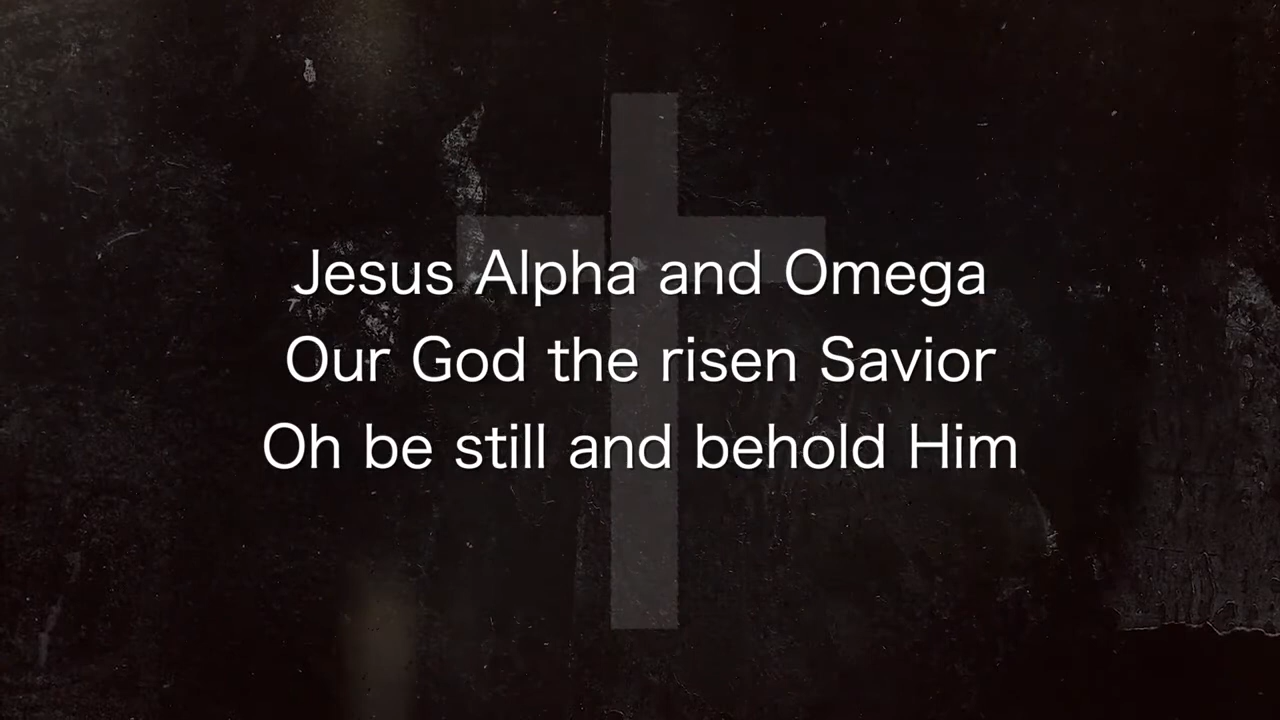 Jesus Alpha and Omega
Our God the risen Savior
Oh be still and behold Him